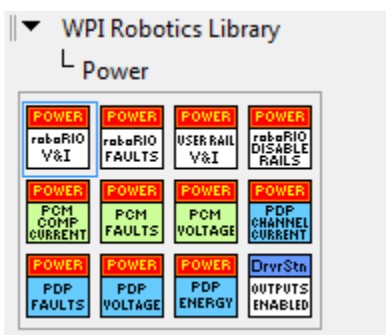 WPI Robotics Library
Power
POWER POWER POWER POWER
roboRIO V&I
roboRIO FAULTS
USER RAIL V&I
roboRIO DISABLE RAILS
POWER POWER POWER POWER
PCM COMP CURRENT
PCM FAULTS
PCM VOLTAGE
PDP CHANNEL CURRENT
POWER POWER POWER DrvrStn
PDP FAULTS
PDP VOLTAGE
PDP ENERGY
OUTPUTS ENABLED